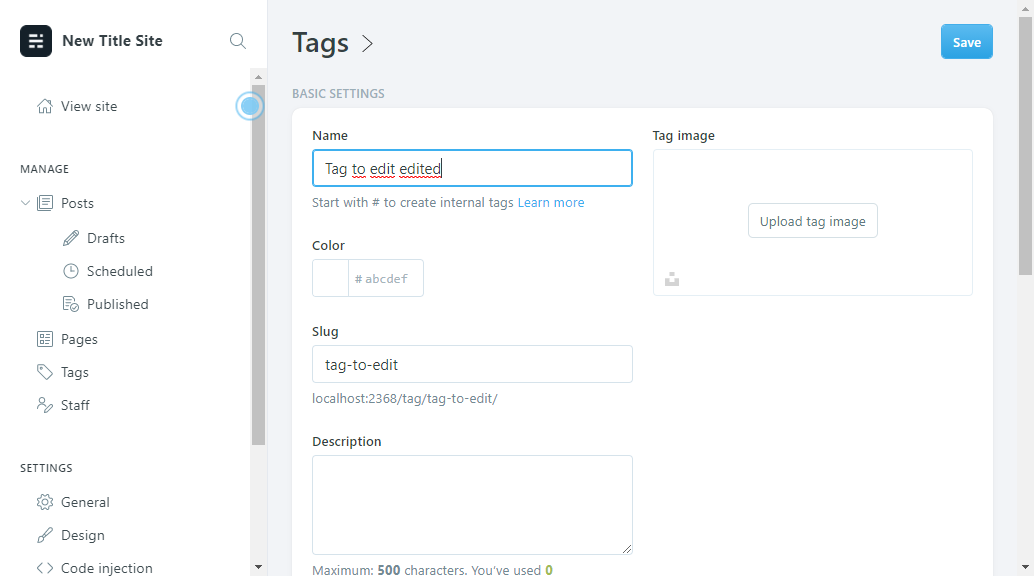 New Title Site
View site
MANAGE
Posts
Drafts
Scheduled
Published
Pages
Tags
Staff
SETTINGS
General
Design
Code injection
Tags
Save
BASIC SETTINGS
Name
Tag to edit edited
Start with # to create internal tags Learn more
Color
# abcdef
Slug
tag-to-edit
localhost:2368/tag/tag-to-edit/
Description
Maximum: 500 characters. You've used 0
Tag image
Upload tag image